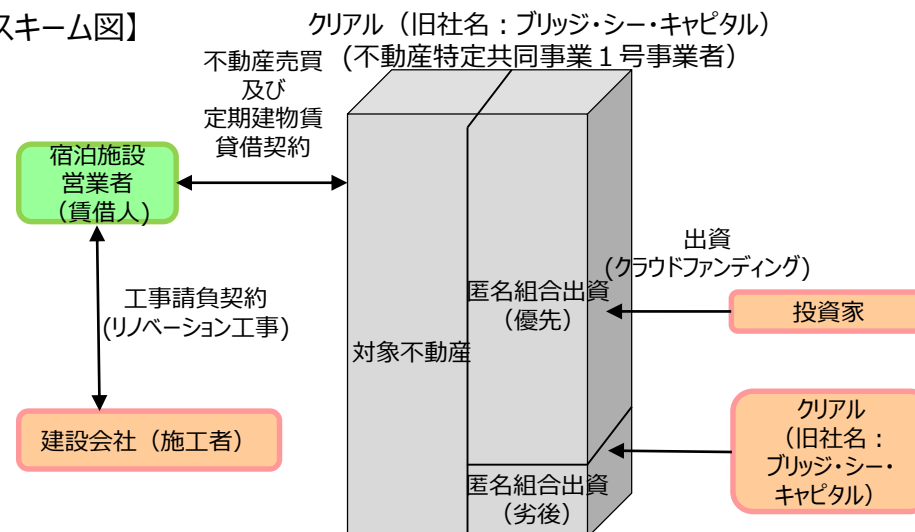 スキーム図】
クリアル（旧社名：ブリッジ・シー・キャピタル）
(不動産特定共同事業１号事業者）
不動産売買
及び
定期建物賃
貸借契約
宿泊施設
営業者
（賃借人)
工事請負契約
(リノベーション工事）
建設会社（施工者）
対象不動産
匿名組合出資
（優先）
匿名組合出資
（劣後）
出資
(クラウドファンディング)
投資家
クリアル
（旧社名：
ブリッジ・シー・
キャピタル）